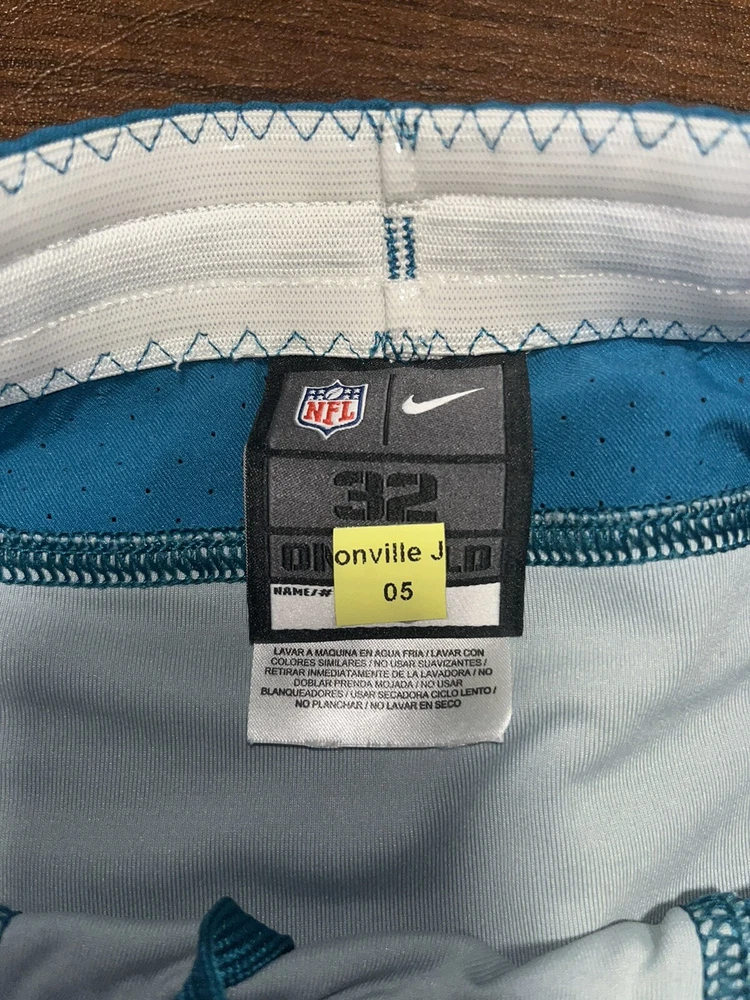 NFL
32
onville J
05
NAME/#
LAVAR A MAQUINA EN AGUA FRIA / LAVAR CON
COLORES SIMILARES / NO USAR SUAVIZANTES /
RETIRAR INMEDIATAMENTE DE LA LAVADORA / NO
DOBLAR PRENDA MOJADA / NO USAR
BLANQUEADORES / USAR SECADORA CICLO LENTO /
NO PLANCHAR / NO LAVAR EN SECO